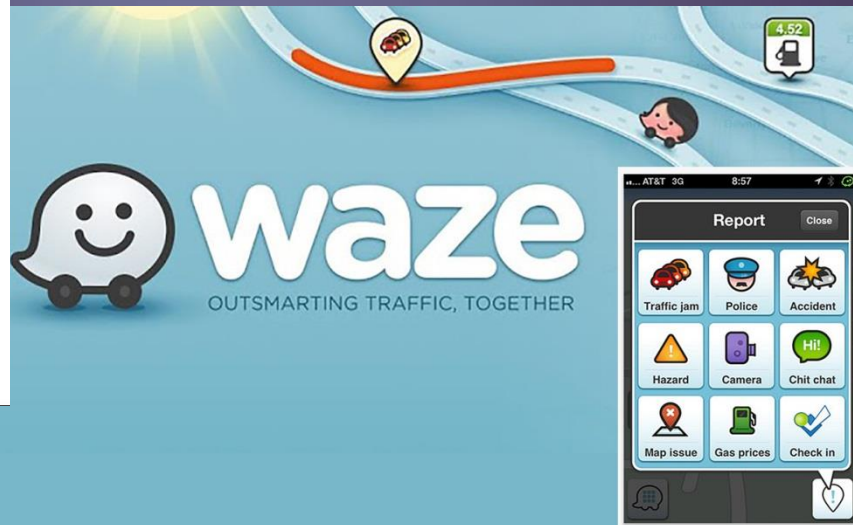 4.52
waze
OUTSMARTING TRAFFIC, TOGETHER
AT&T 3G 8:57
Report Close
Traffic jam Police Accident
Hi!
Hazard Camera Chit chat
Map issue Gas prices Check in